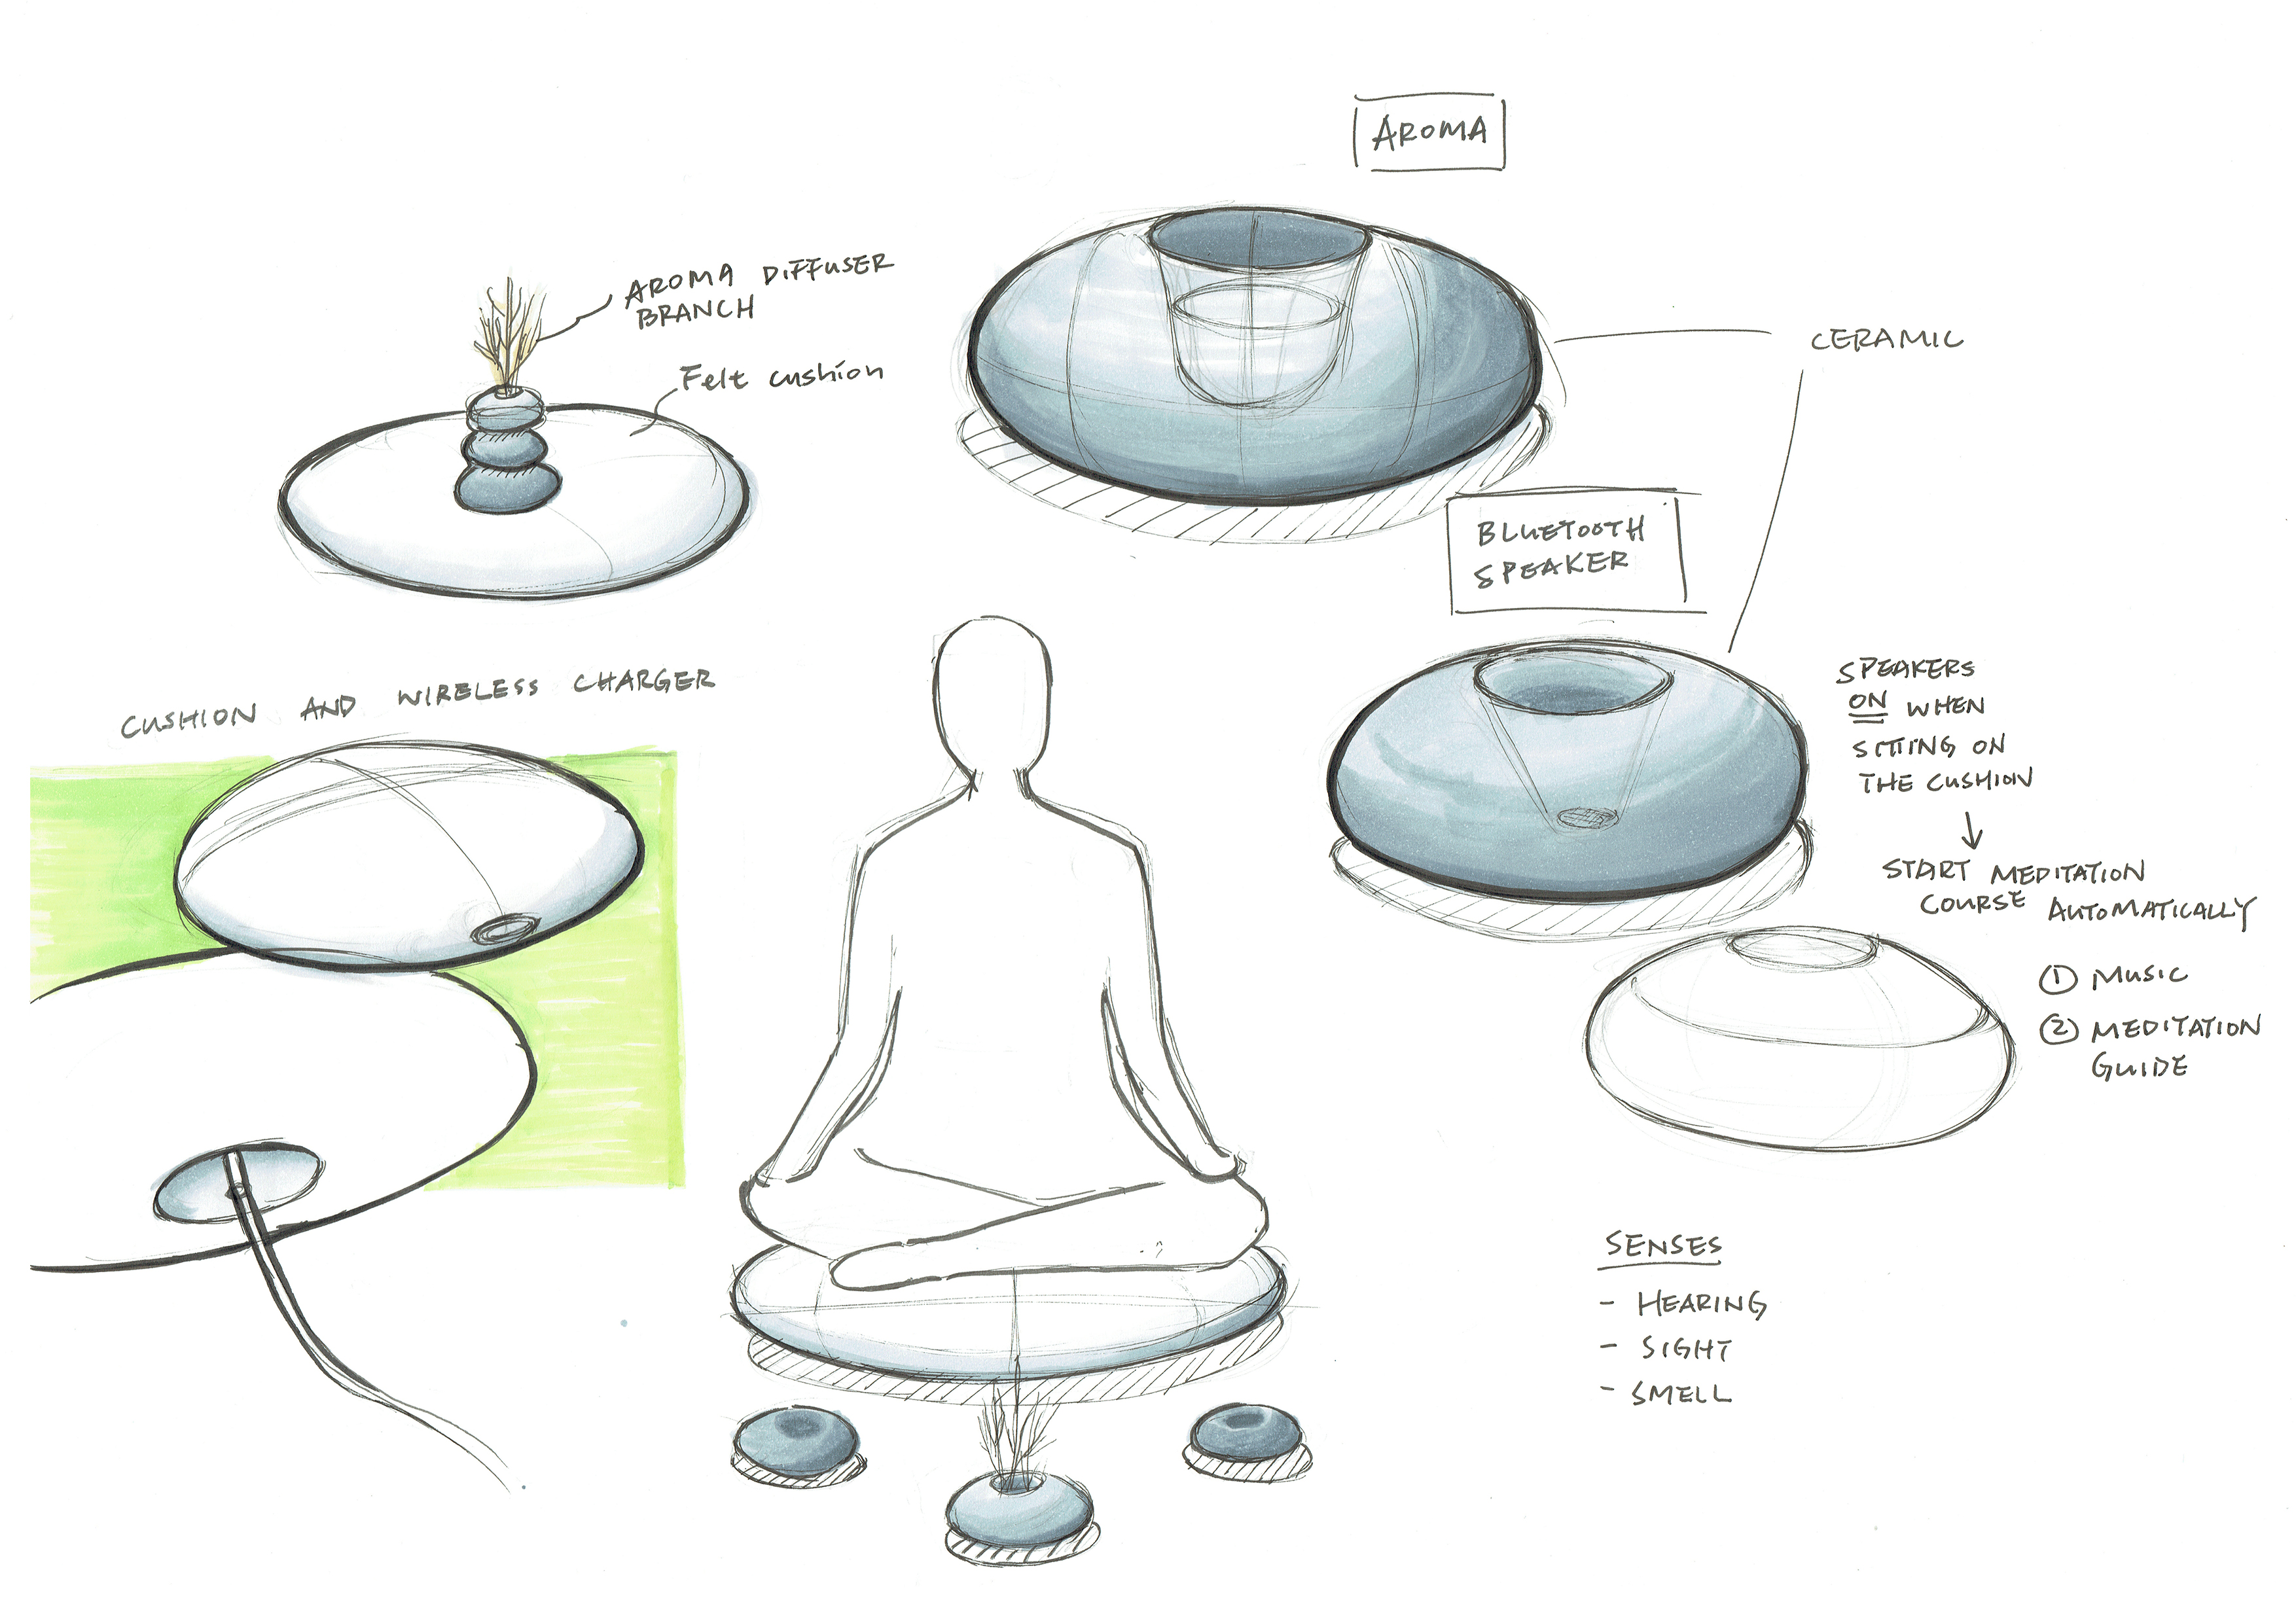 AROMA
AROMA DIFFUSER
BRANCH
Felt cushion
CERAMIC
BLUETOOTH
SPEAKER
CUSHION AND WIRELESS CHARGER
SPEAKERS
ON WHEN
SITTING ON
THE CUSHION
START MEDITATION
COURSE AUTOMATICALLY
1 MUSIC
2 MEDITATION
GUIDE
SENSES
- HEARING
- SIGHT
- SMELL